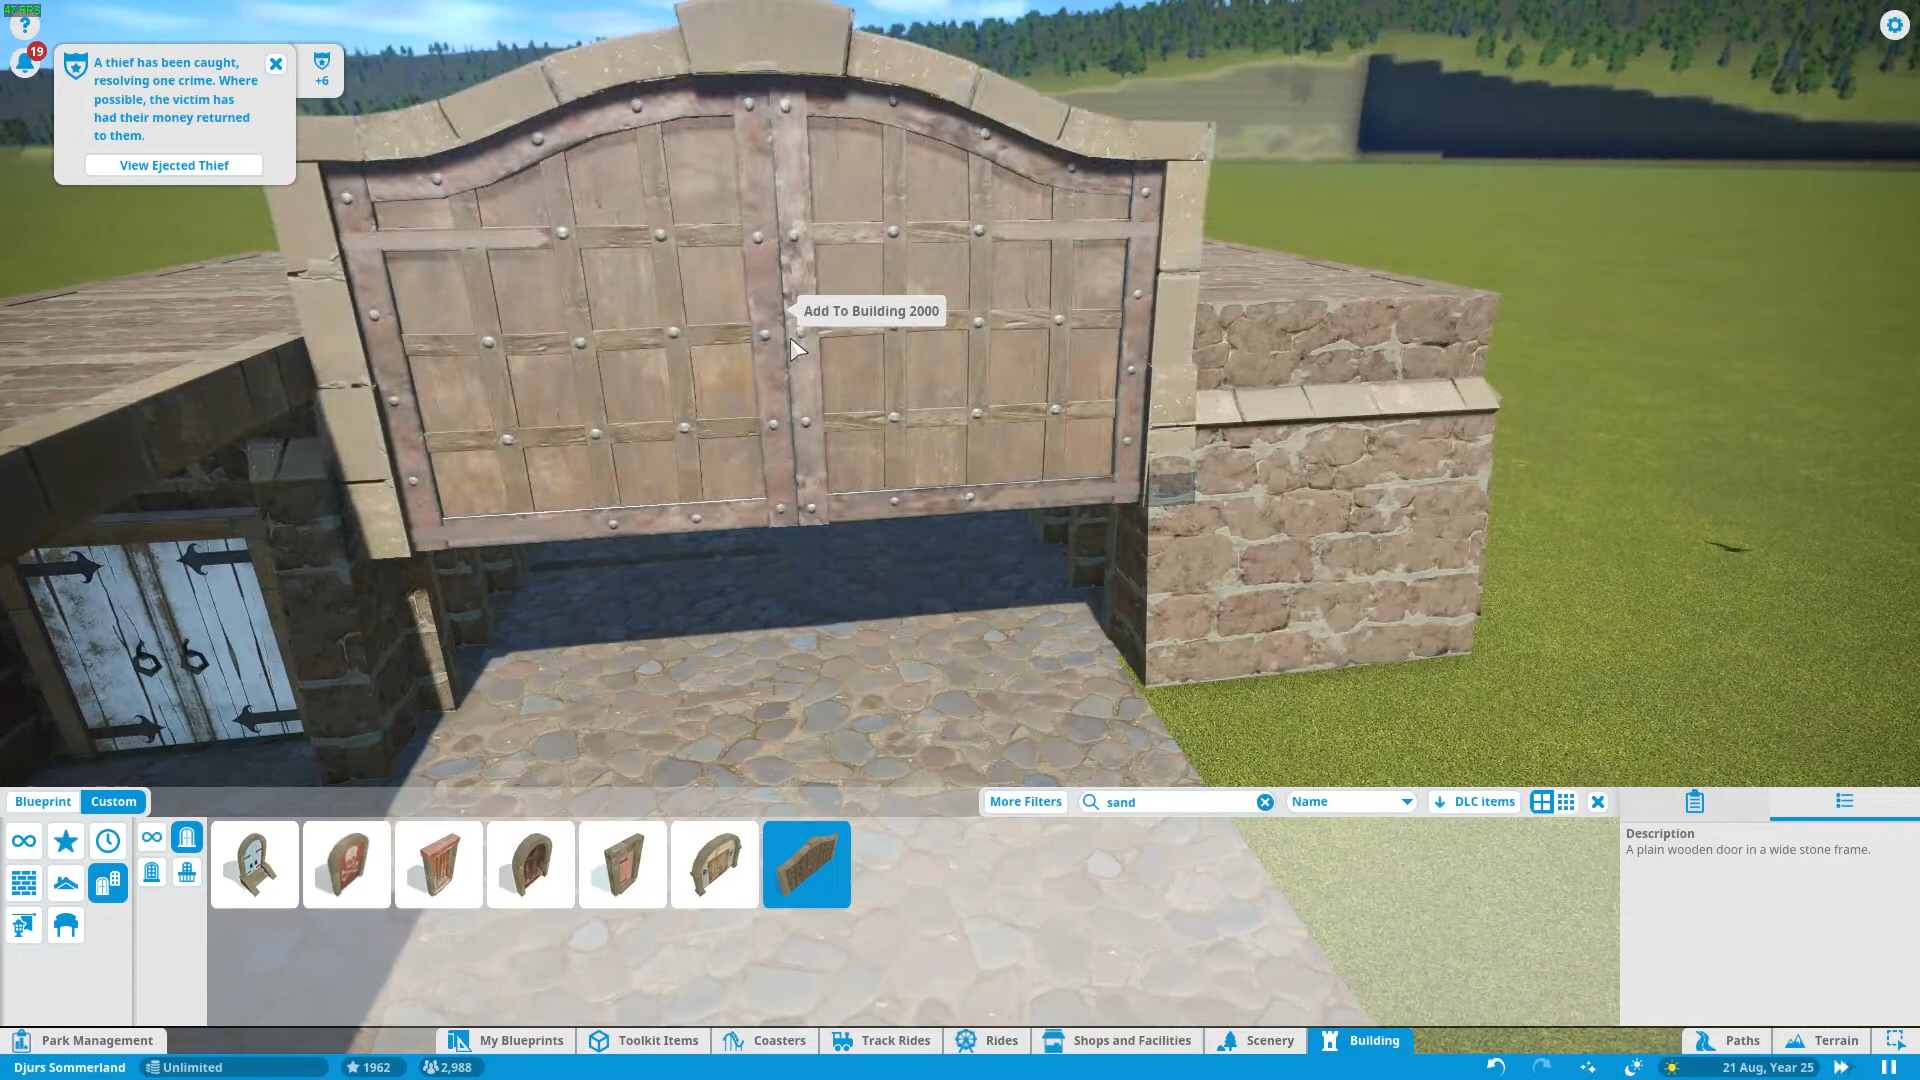 47 FPS
?
19
A thief has been caught,
resolving one crime. Where
possible, the victim has
had their money returned
to them.
View Ejected Thief
+6
Add To Building 2000
Blueprint
Custom
More Filters
sand
Name
DLC items
Description
A plain wooden door in a wide stone frame.
Park Management
My Blueprints
Toolkit Items
Coasters
Track Rides
Rides
Shops and Facilities
Scenery
Building
Paths
Terrain
Djurs Sommerland
Unlimited
1962
2,988
21 Aug, Year 25